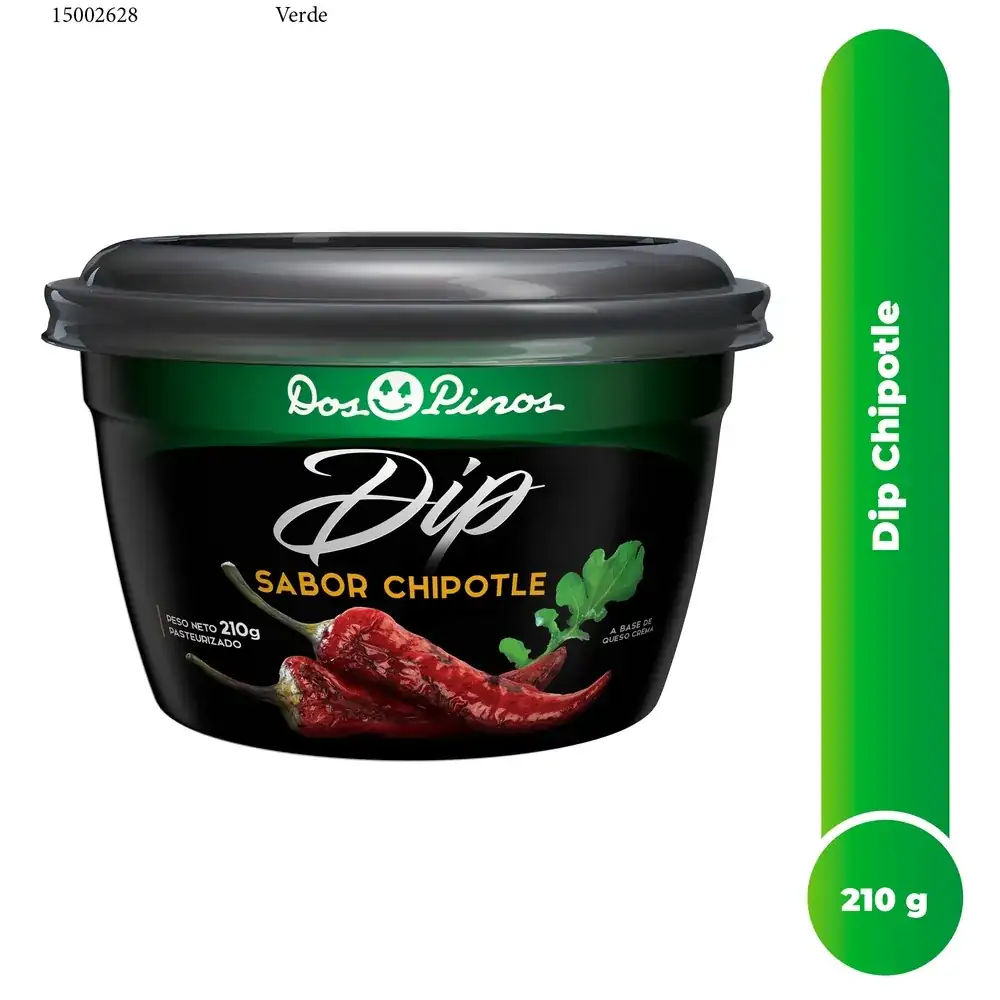 15002628 Verde
Dos Pinos
Dip
SABOR CHIPOTLE
PESO NETO 210g
PASTEURIZADO
A BASE DE
QUESO CREMA
Dip Chipotle
210 g